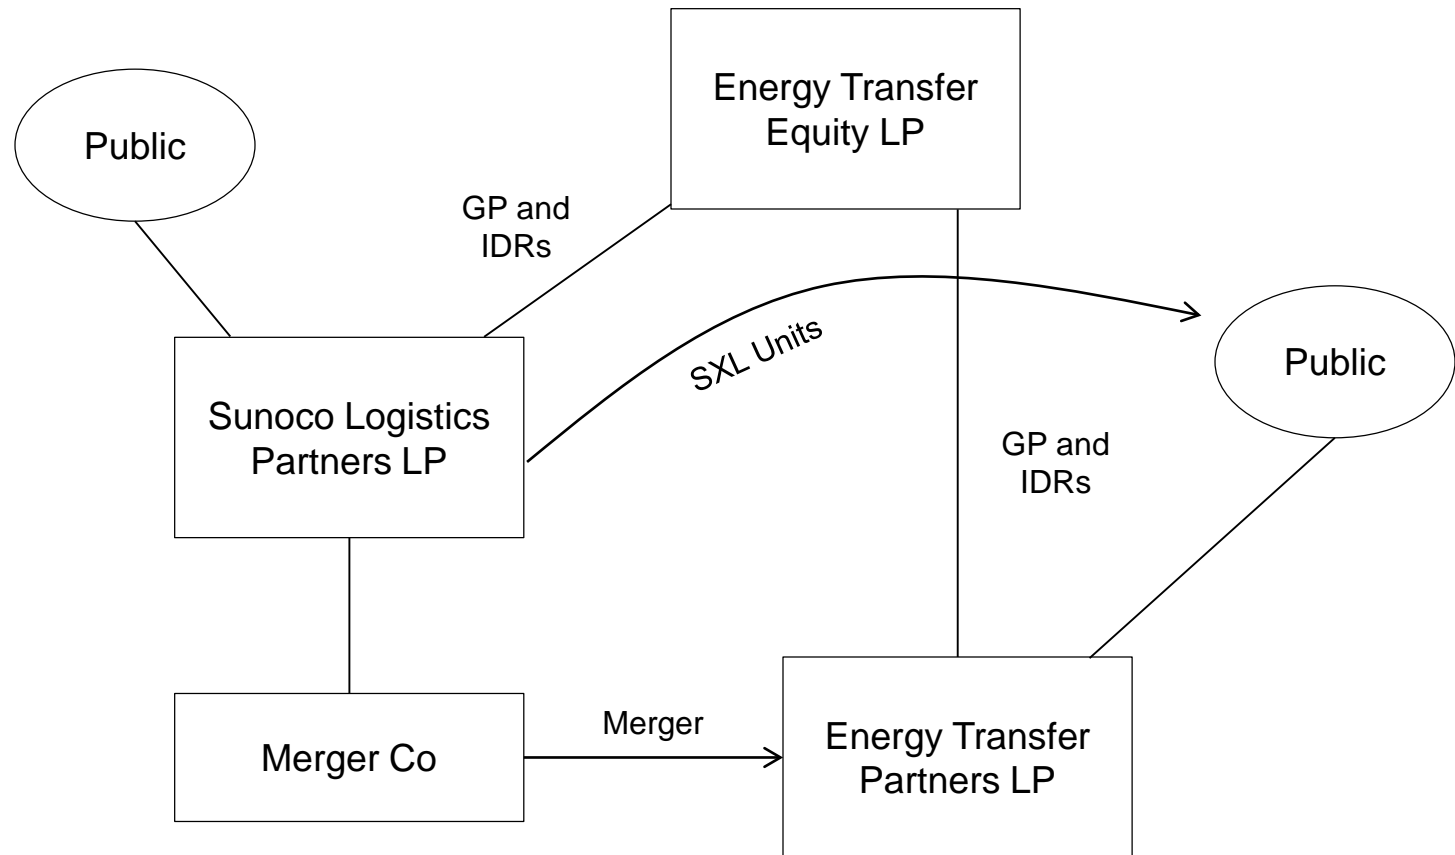 Energy Transfer
Equity LP
Public
GP and
IDRs
SXL Units
Public
Sunoco Logistics
Partners LP
GP and
IDRs
Merger
Merger Co
Energy Transfer
Partners LP